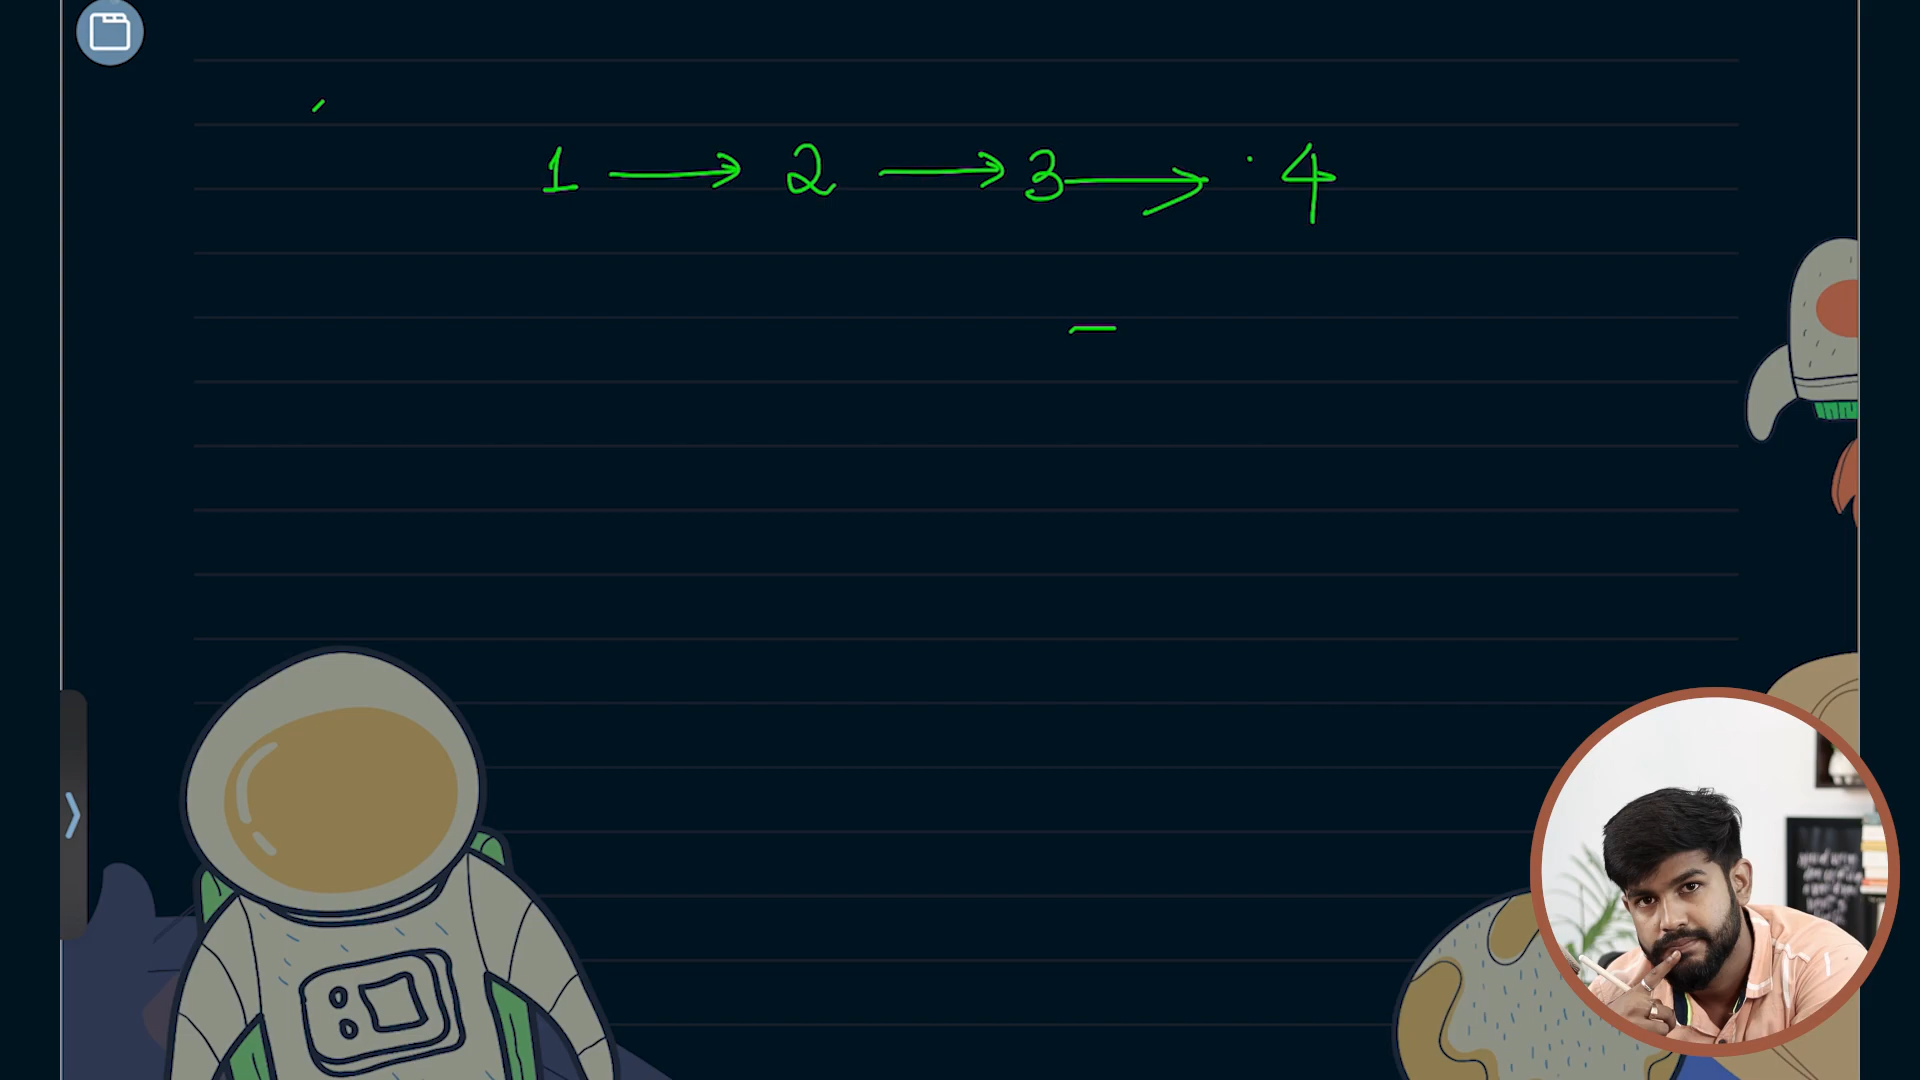 1 → 2 → 3 → 4